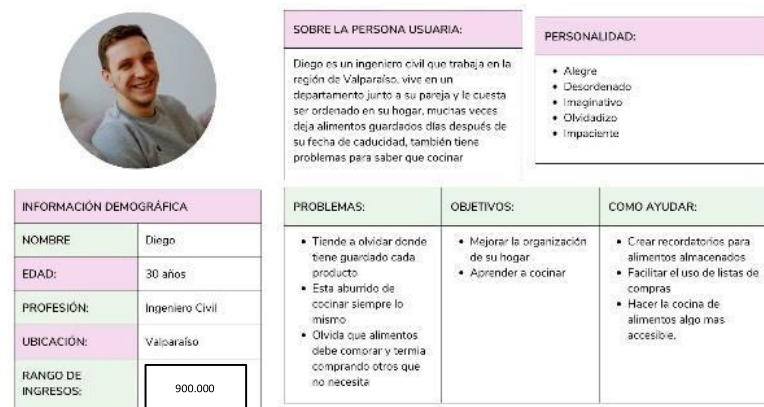 SOBRE LA PERSONA USUARIA:
Diego es un ingeniero civil que trabaja en la
región de Valparaíso, vive en un
departamento junto a su pareja y le cuesta
ser ordenado en su hogar, muchas veces
deja alimentos guardados días después de
su fecha de caducidad, también tiene
problemas para saber que cocinar
PERSONALIDAD:
• Alegre
• Desordenado
• Imaginativo
• Olvidadizo
• Impaciente
INFORMACIÓN DEMOGRÁFICA
NOMBRE Diego
EDAD: 30 años
PROFESIÓN: Ingeniero Civil
UBICACIÓN: Valparaíso
RANGO DE
INGRESOS: 900.000
PROBLEMAS:
• Tiende a olvidar donde
tiene guardado cada
producto
• Esta aburrido de
cocinar siempre lo
mismo
• Olvida que alimentos
debe comprar y termia
comprando otros que
no necesita
OBJETIVOS:
• Mejorar la organización
de su hogar
• Aprender a cocinar
COMO AYUDAR:
• Crear recordatorios para
alimentos almacenados
• Facilitar el uso de listas de
compras
• Hacer la cocina de
alimentos algo mas
accesible.